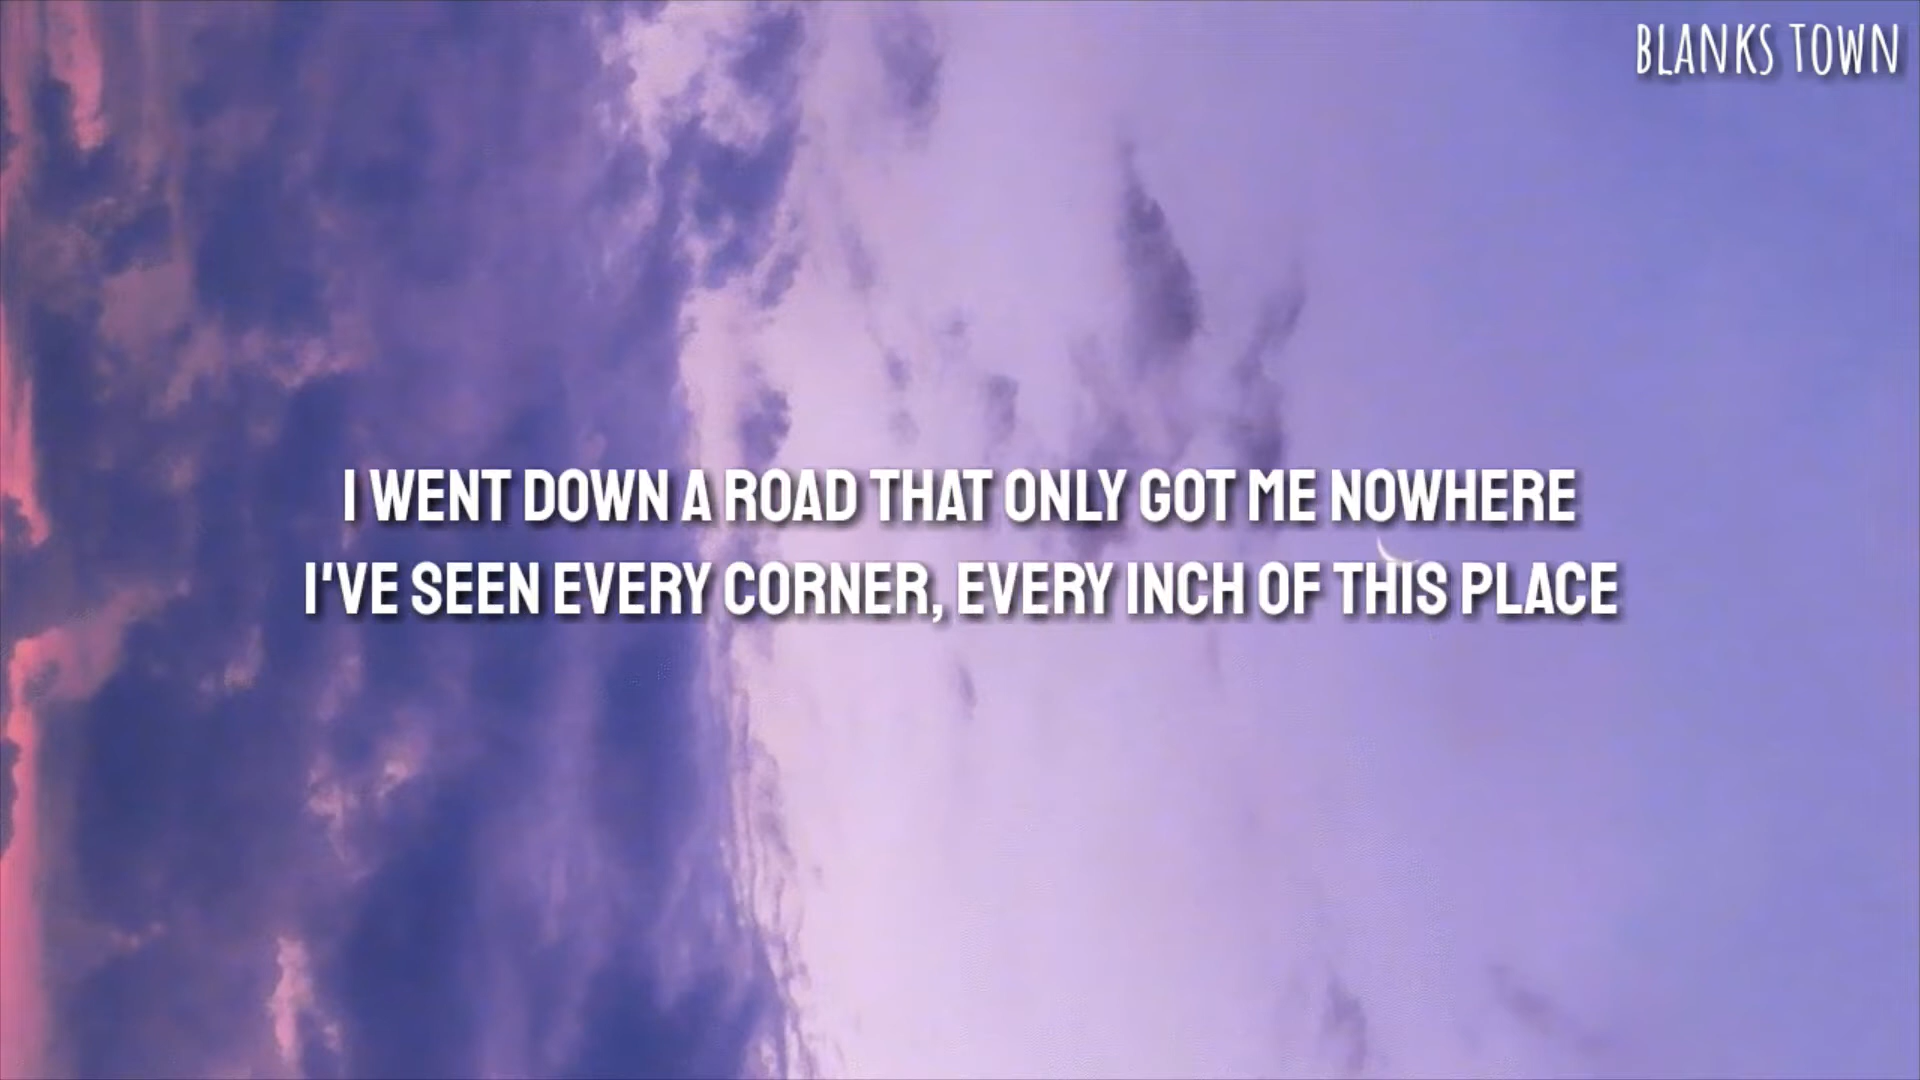 BLANKS TOWN
I WENT DOWN A ROAD THAT ONLY GOT ME NOWHERE
I'VE SEEN EVERY CORNER, EVERY INCH OF THIS PLACE